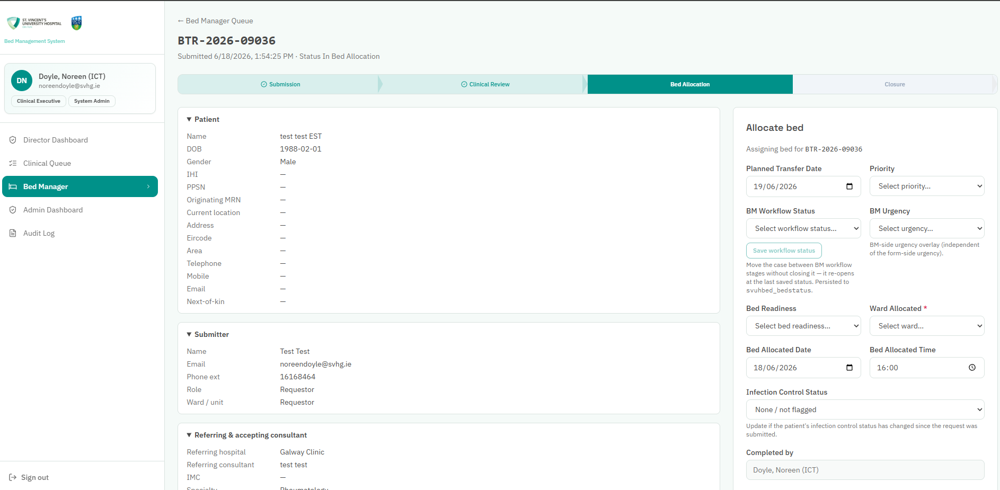 ST. VINCENT'S
UNIVERSITY HOSPITAL
UCD
Bed Management System
DN
Doyle, Noreen (ICT)
noreendoyle@svhg.ie
Clinical Executive
System Admin
Director Dashboard
Clinical Queue
Bed Manager
Admin Dashboard
Audit Log
Sign out
← Bed Manager Queue
BTR-2026-09036
Submitted 6/18/2026, 1:54:25 PM · Status In Bed Allocation
Submission
Clinical Review
Bed Allocation
Closure
▼ Patient
Name test test EST
DOB 1988-02-01
Gender Male
IHI —
PPSN —
Originating MRN —
Current location —
Address —
Eircode —
Area —
Telephone —
Mobile —
Email —
Next-of-kin —
▼ Submitter
Name Test Test
Email noreendoyle@svhg.ie
Phone ext 16168464
Role Requestor
Ward / unit Requestor
▼ Referring & accepting consultant
Referring hospital Galway Clinic
Referring consultant test test
IMC —
Specialty Rheumatology
Allocate bed
Assigning bed for BTR-2026-09036
Planned Transfer Date
19/06/2026
Priority
Select priority...
BM Workflow Status
Select workflow status...
Save workflow status
Move the case between BM workflow
stages without closing it — it re-opens
at the last saved status. Persisted to
svuhbed_bedstatus.
BM Urgency
Select urgency...
BM-side urgency overlay (independent
of the form-side urgency).
Bed Readiness
Select bed readiness...
Ward Allocated *
Select ward...
Bed Allocated Date
18/06/2026
Bed Allocated Time
16:00
Infection Control Status
None / not flagged
Update if the patient's infection control status has changed since the request was
submitted.
Completed by
Doyle, Noreen (ICT)